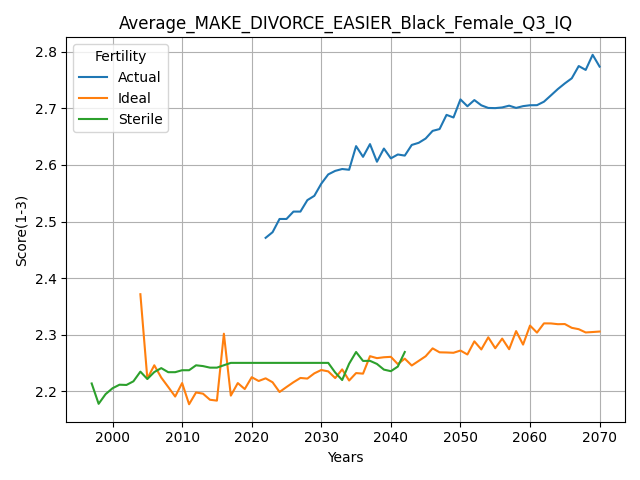 Average_MAKE_DIVORCE_EASIER_Black_Female_Q3_IQ
Fertility
Actual
Ideal
Sterile
Score(1-3)
2.8
2.7
2.6
2.5
2.4
2.3
2.2
2000 2010 2020 2030 2040 2050 2060 2070
Years